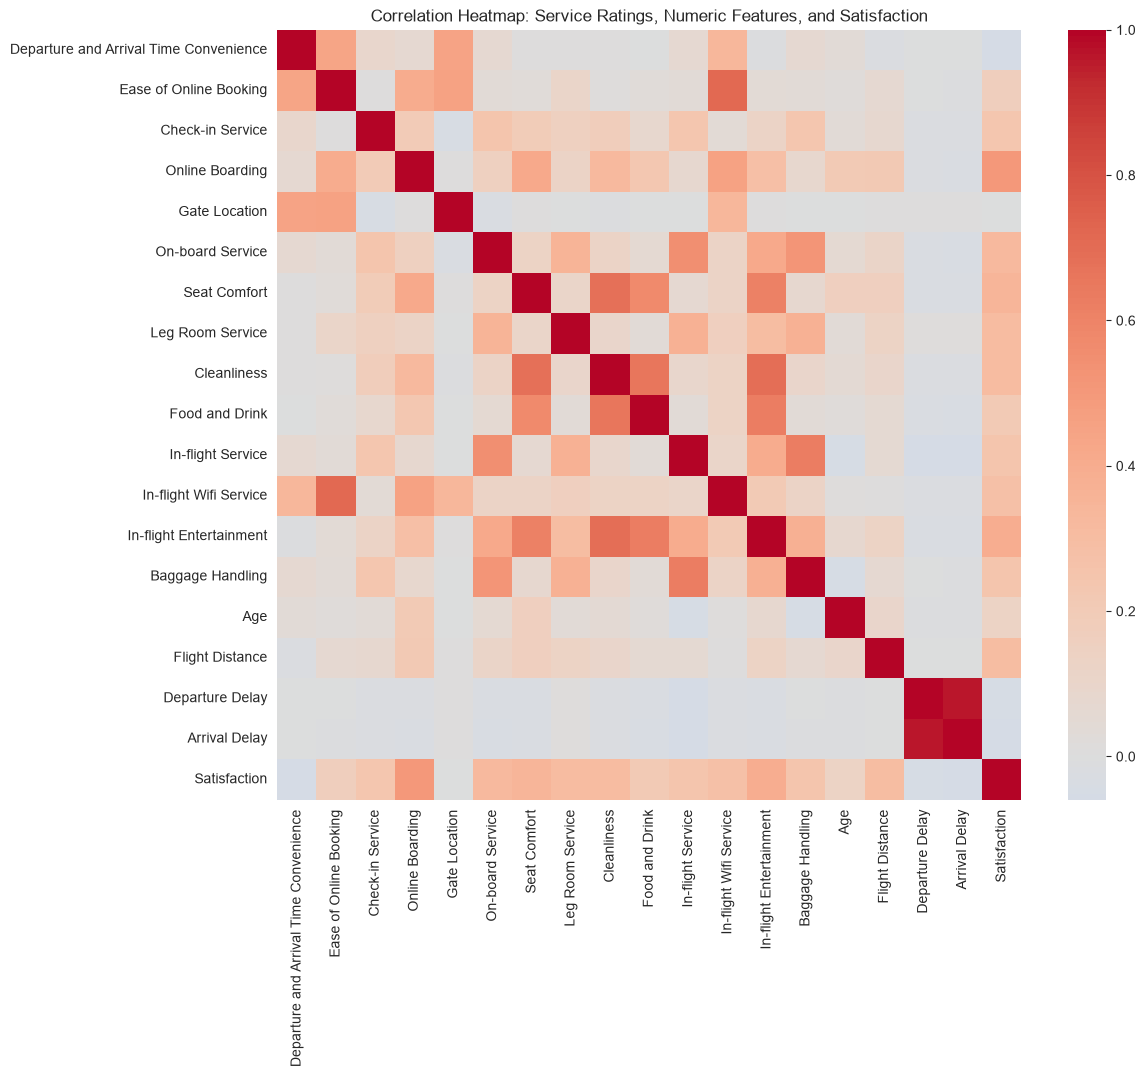 Correlation Heatmap: Service Ratings, Numeric Features, and Satisfaction
Departure and Arrival Time Convenience
Ease of Online Booking
Check-in Service
Online Boarding
Gate Location
On-board Service
Seat Comfort
Leg Room Service
Cleanliness
Food and Drink
In-flight Service
In-flight Wifi Service
In-flight Entertainment
Baggage Handling
Age
Flight Distance
Departure Delay
Arrival Delay
Satisfaction
Departure and Arrival Time Convenience
Ease of Online Booking
Check-in Service
Online Boarding
Gate Location
On-board Service
Seat Comfort
Leg Room Service
Cleanliness
Food and Drink
In-flight Service
In-flight Wifi Service
In-flight Entertainment
Baggage Handling
Age
Flight Distance
Departure Delay
Arrival Delay
Satisfaction
1.0
0.8
0.6
0.4
0.2
0.0